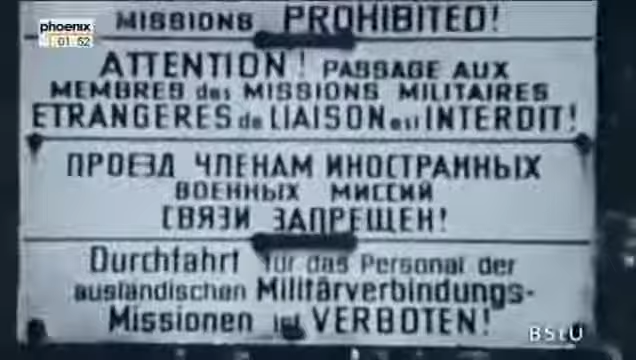 MISSIONS PROHIBITED!
phoenix
01:52
ATTENTION! PASSAGE AUX
MEMBRES des MISSIONS MILITAIRES
ETRANGERES de LIAISON est INTERDIT!
ПРОЕЗД ЧЛЕНАМ ИНОСТРАННЫХ
ВОЕННЫХ МИССИЙ
СВЯЗИ ЗАПРЕЩЕН!
Durchfahrt für das Personal der
ausländischen Militärverbindungs-
Missionen ist VERBOTEN!
BStU